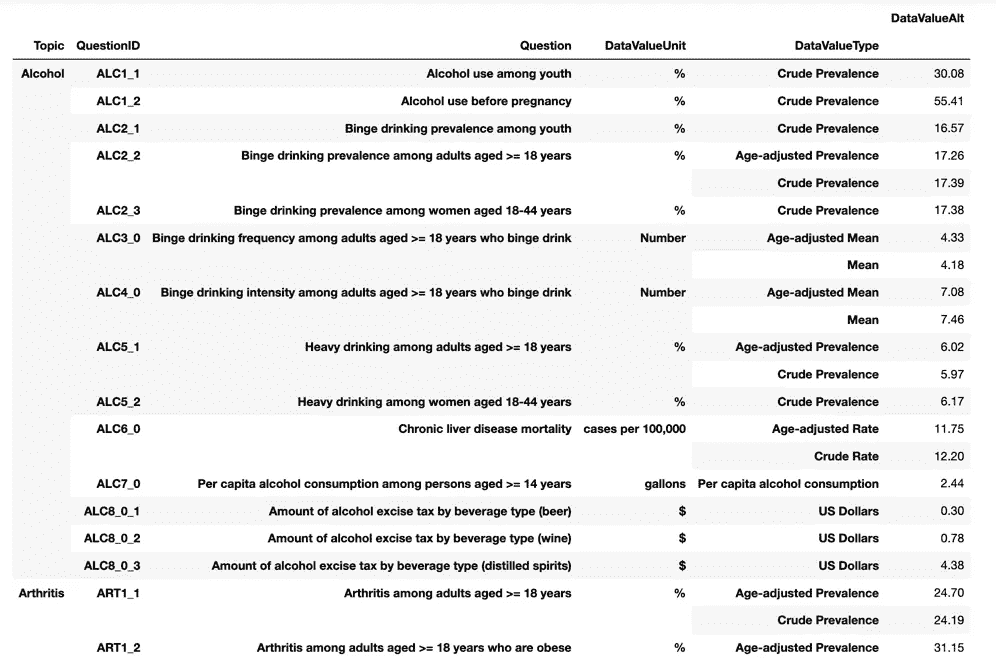 DataValueAlt
Topic QuestionID Question DataValueUnit DataValueType
Alcohol ALC1_1 Alcohol use among youth % Crude Prevalence 30.08
ALC1_2 Alcohol use before pregnancy % Crude Prevalence 55.41
ALC2_1 Binge drinking prevalence among youth % Crude Prevalence 16.57
ALC2_2 Binge drinking prevalence among adults aged >= 18 years % Age-adjusted Prevalence 17.26
Crude Prevalence 17.39
ALC2_3 Binge drinking prevalence among women aged 18-44 years % Crude Prevalence 17.38
ALC3_0 Binge drinking frequency among adults aged >= 18 years who binge drink Number Age-adjusted Mean 4.33
Mean 4.18
ALC4_0 Binge drinking intensity among adults aged >= 18 years who binge drink Number Age-adjusted Mean 7.08
Mean 7.46
ALC5_1 Heavy drinking among adults aged >= 18 years % Age-adjusted Prevalence 6.02
Crude Prevalence 5.97
ALC5_2 Heavy drinking among women aged 18-44 years % Crude Prevalence 6.17
ALC6_0 Chronic liver disease mortality cases per 100,000 Age-adjusted Rate 11.75
Crude Rate 12.20
ALC7_0 Per capita alcohol consumption among persons aged >= 14 years gallons Per capita alcohol consumption 2.44
ALC8_0_1 Amount of alcohol excise tax by beverage type (beer) $ US Dollars 0.30
ALC8_0_2 Amount of alcohol excise tax by beverage type (wine) $ US Dollars 0.78
ALC8_0_3 Amount of alcohol excise tax by beverage type (distilled spirits) $ US Dollars 4.38
Arthritis ART1_1 Arthritis among adults aged >= 18 years % Age-adjusted Prevalence 24.70
Crude Prevalence 24.19
ART1_2 Arthritis among adults aged >= 18 years who are obese % Age-adjusted Prevalence 31.15